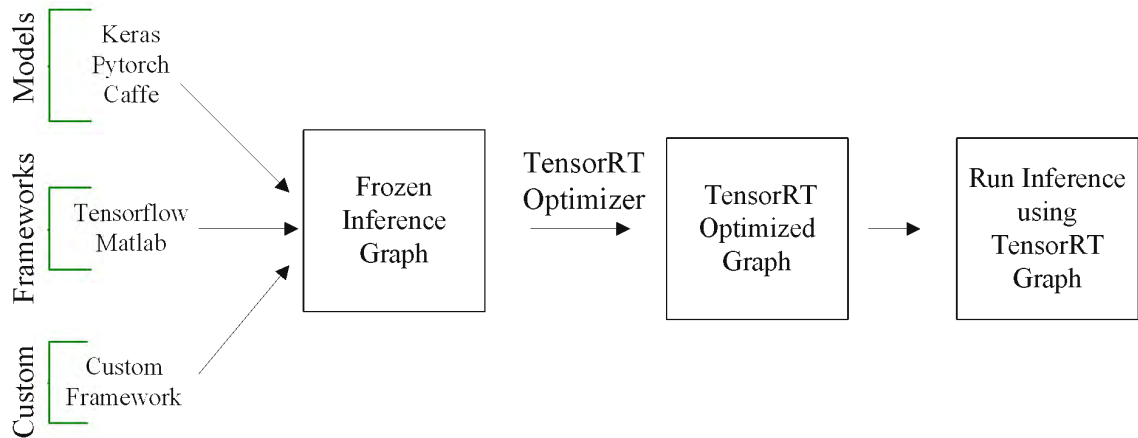 Models
Keras
Pytorch
Caffe
Frameworks
Tensorflow
Matlab
Custom
Custom
Framework
Frozen
Inference
Graph
TensorRT
Optimizer
TensorRT
Optimized
Graph
Run Inference
using
TensorRT
Graph